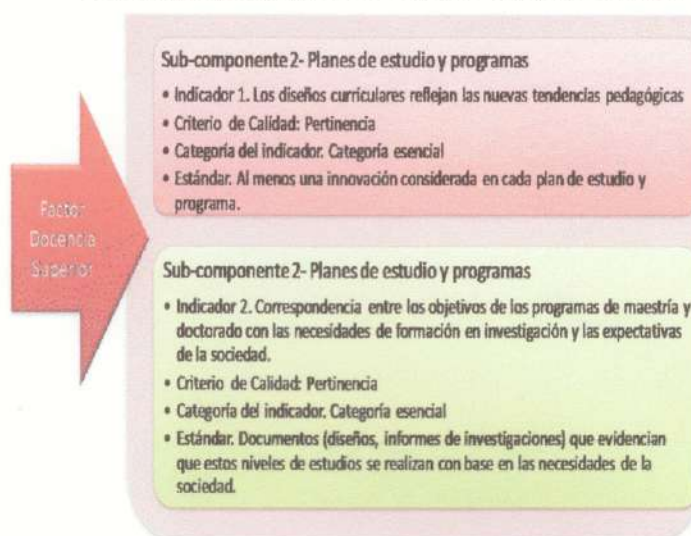 Factor
Docencia
Superior
Sub-componente 2- Planes de estudio y programas
• Indicador 1. Los diseños curriculares reflejan las nuevas tendencias pedagógicas
• Criterio de Calidad: Pertinencia
• Categoría del indicador. Categoría esencial
• Estándar. Al menos una innovación considerada en cada plan de estudio y
programa.
Sub-componente 2- Planes de estudio y programas
• Indicador 2. Correspondencia entre los objetivos de los programas de maestría y
doctorado con las necesidades de formación en investigación y las expectativas
de la sociedad.
• Criterio de Calidad: Pertinencia
• Categoría del indicador. Categoría esencial
• Estándar. Documentos (diseños, informes de investigaciones) que evidencian
que estos niveles de estudios se realizan con base en las necesidades de la
sociedad.